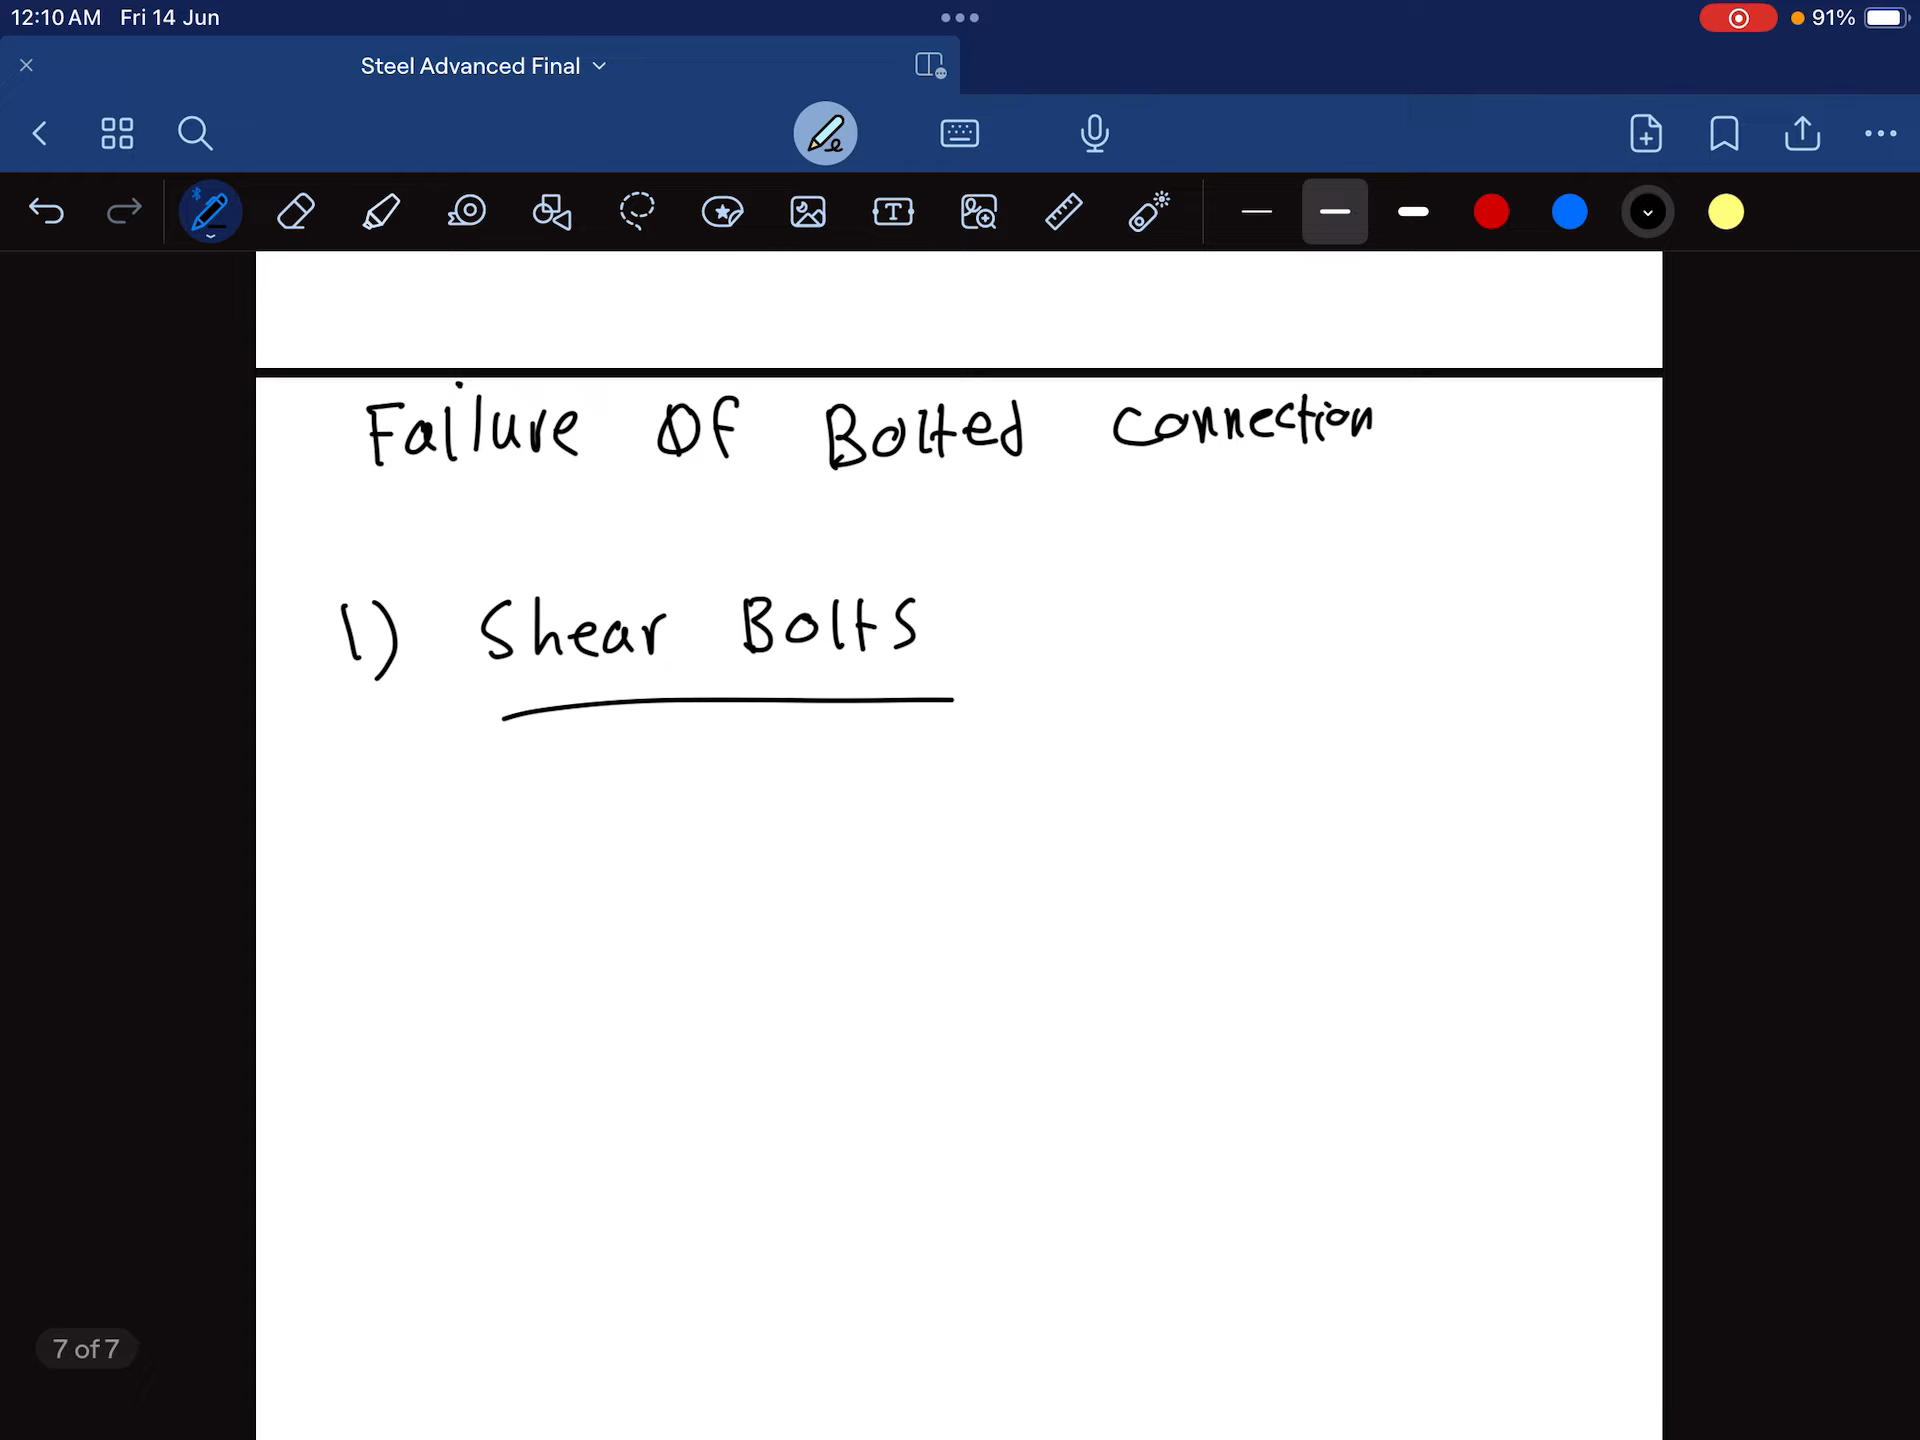 12:10 AM Fri 14 Jun 91%
Steel Advanced Final
Failure Of Bolted Connection
1) Shear Bolts
7 of 7